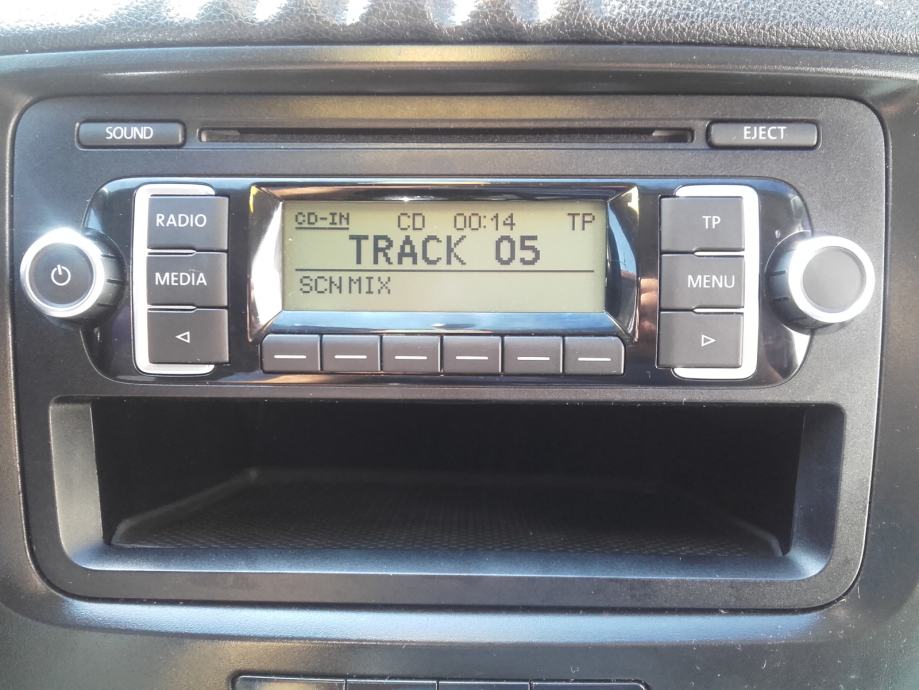 SOUND EJECT
RADIO CD-IN CD 00:14 TP TP
TRACK 05
MEDIA SCN MIX MENU